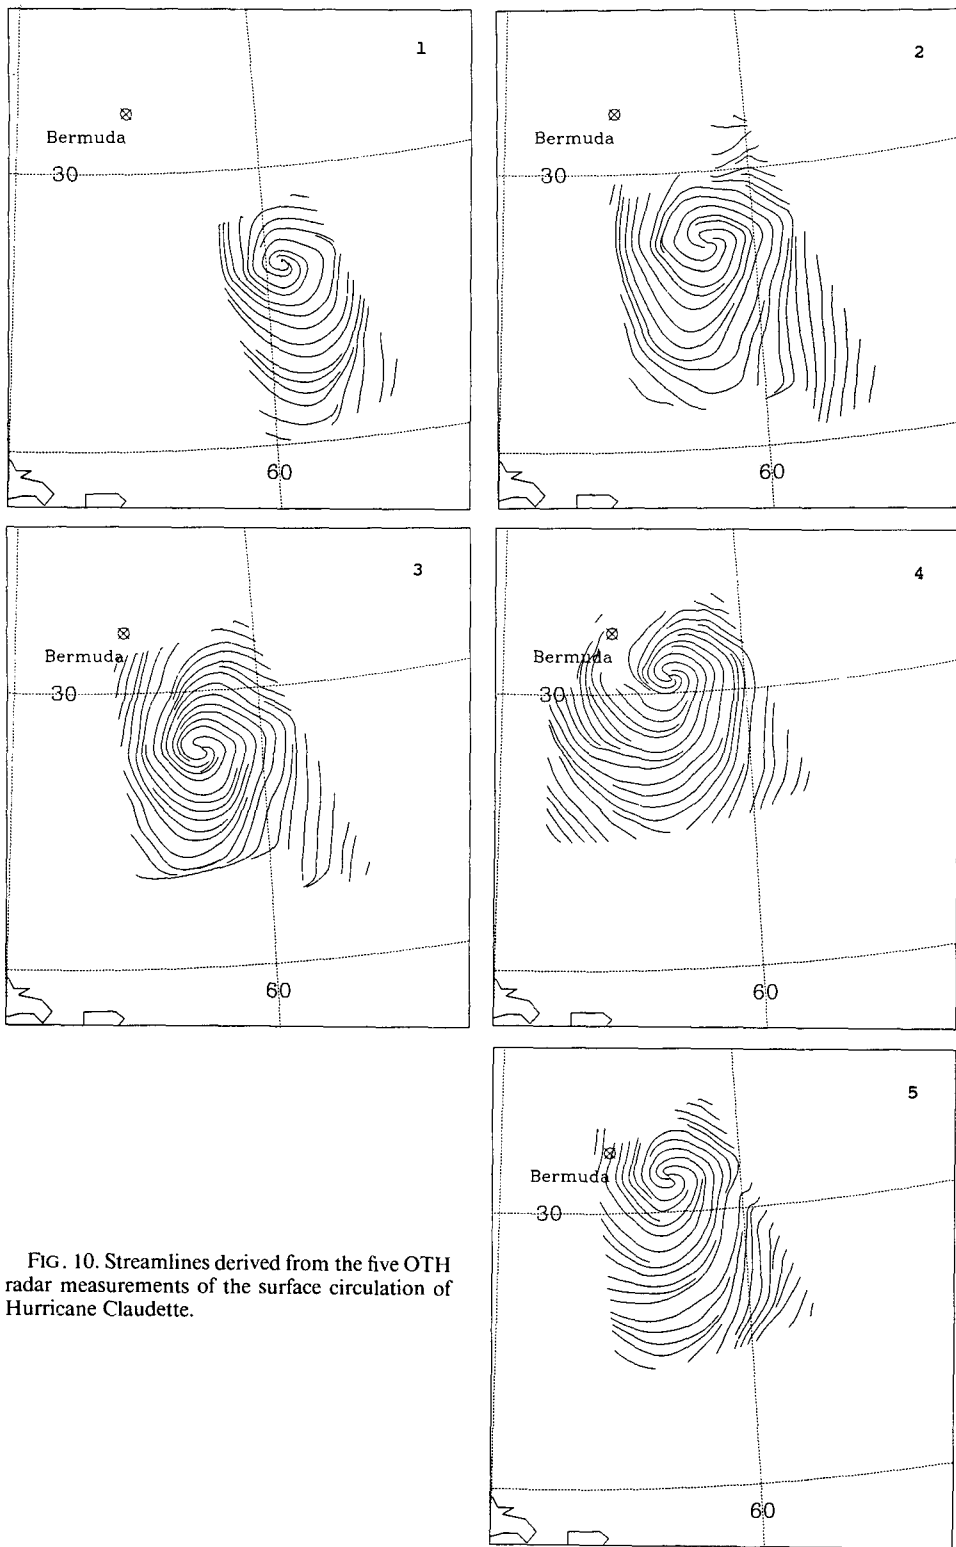 1
Bermuda
30
60
2
Bermuda
30
60
3
Bermuda
30
60
4
Bermuda
30
60
5
Bermuda
30
60
FIG. 10. Streamlines derived from the five OTH
radar measurements of the surface circulation of
Hurricane Claudette.